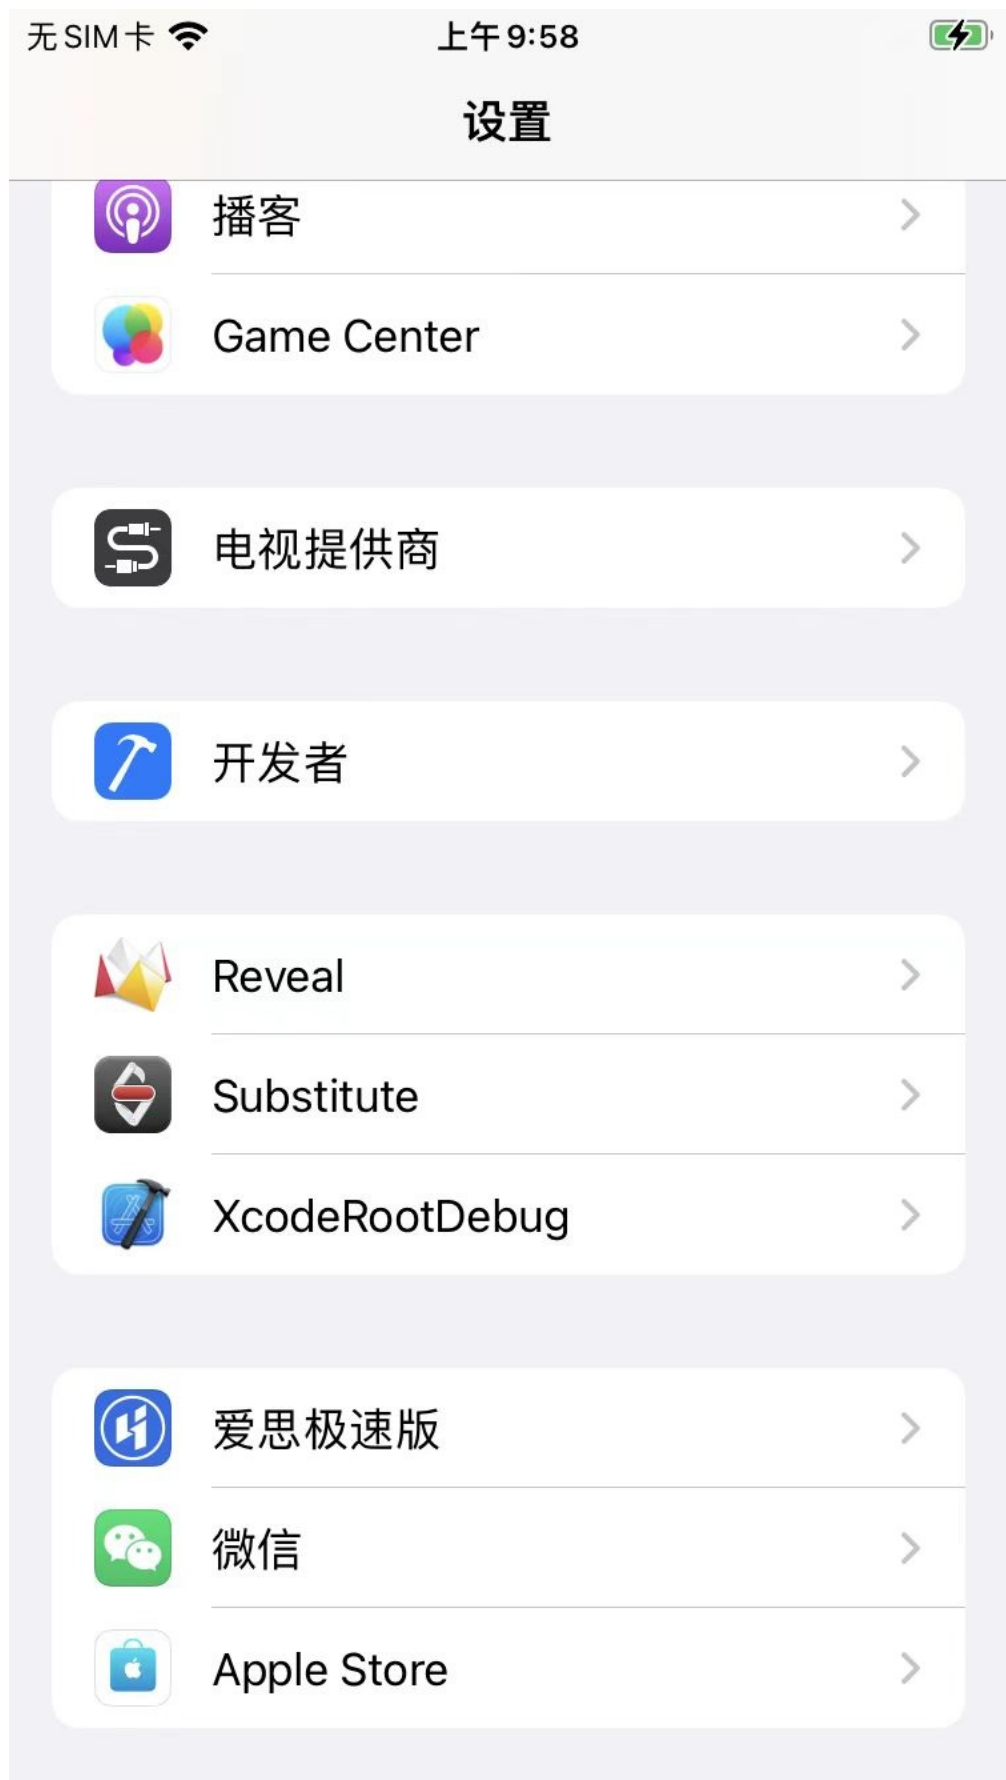 无SIM卡 上午9:58
设置
播客
Game Center
电视提供商
开发者
Reveal
Substitute
XcodeRootDebug
爱思极速版
微信
Apple Store